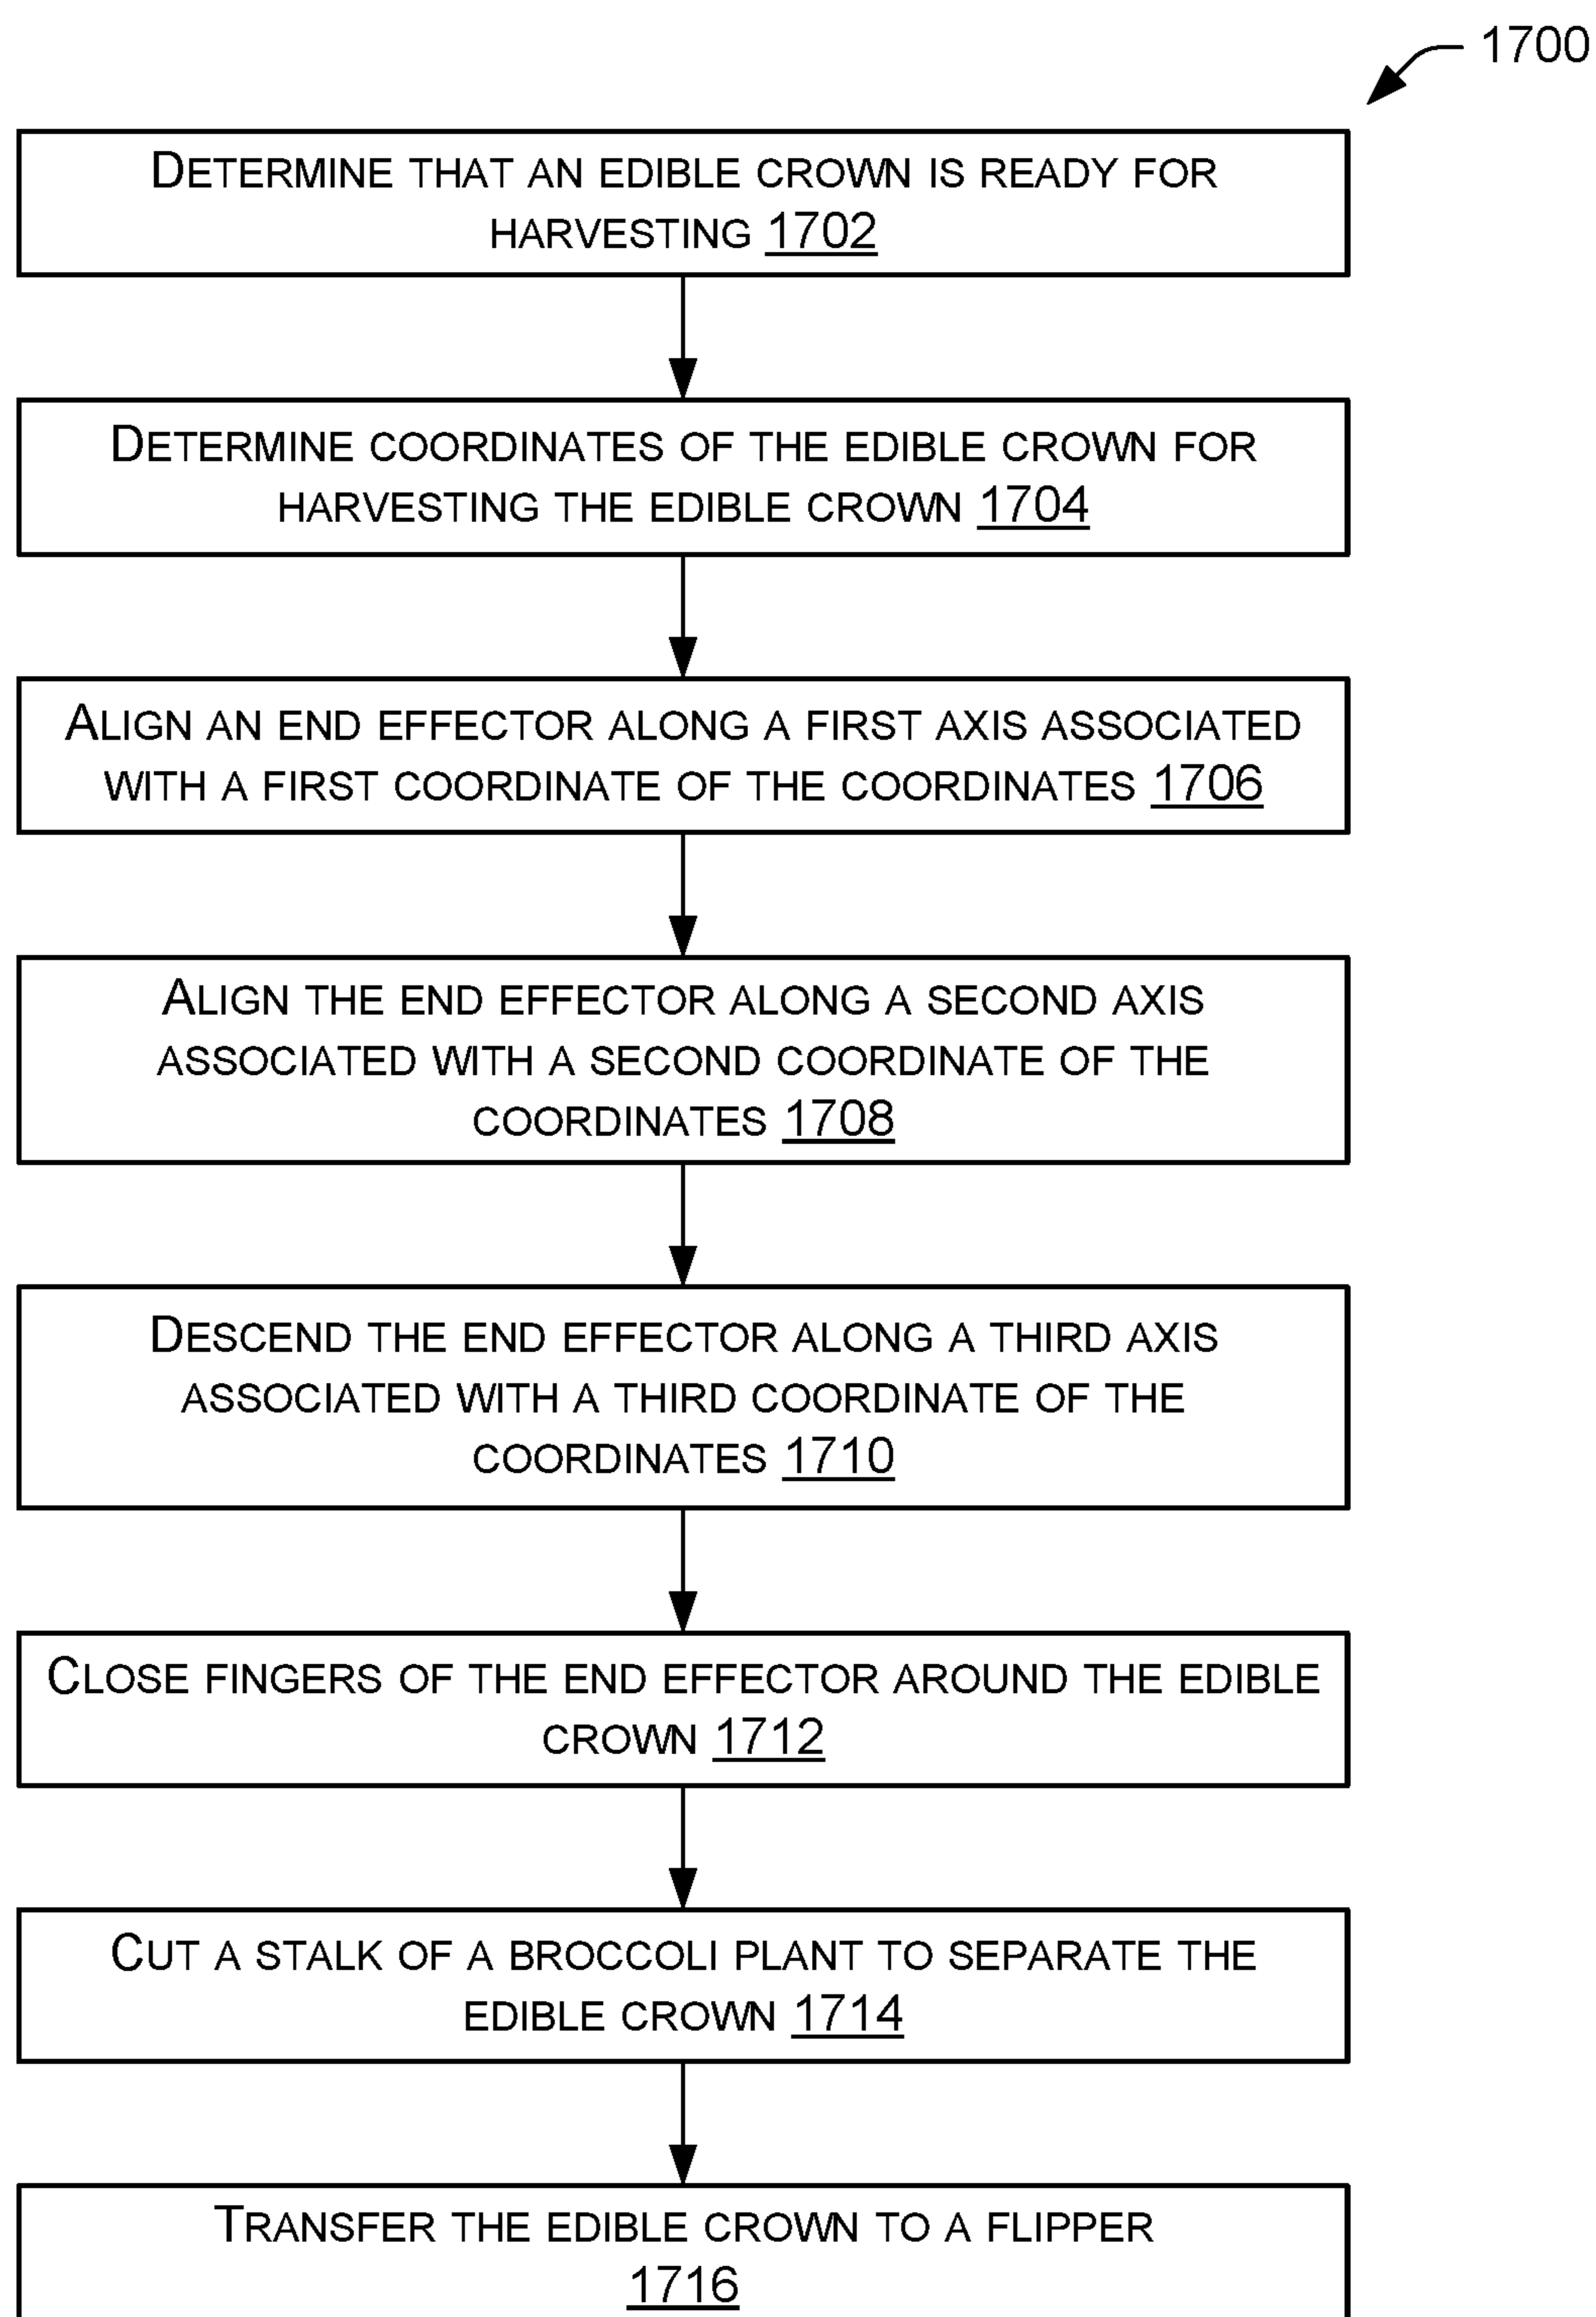 1700
DETERMINE THAT AN EDIBLE CROWN IS READY FOR
HARVESTING 1702
DETERMINE COORDINATES OF THE EDIBLE CROWN FOR
HARVESTING THE EDIBLE CROWN 1704
ALIGN AN END EFFECTOR ALONG A FIRST AXIS ASSOCIATED
WITH A FIRST COORDINATE OF THE COORDINATES 1706
ALIGN THE END EFFECTOR ALONG A SECOND AXIS
ASSOCIATED WITH A SECOND COORDINATE OF THE
COORDINATES 1708
DESCEND THE END EFFECTOR ALONG A THIRD AXIS
ASSOCIATED WITH A THIRD COORDINATE OF THE
COORDINATES 1710
CLOSE FINGERS OF THE END EFFECTOR AROUND THE EDIBLE
CROWN 1712
CUT A STALK OF A BROCCOLI PLANT TO SEPARATE THE
EDIBLE CROWN 1714
TRANSFER THE EDIBLE CROWN TO A FLIPPER
1716